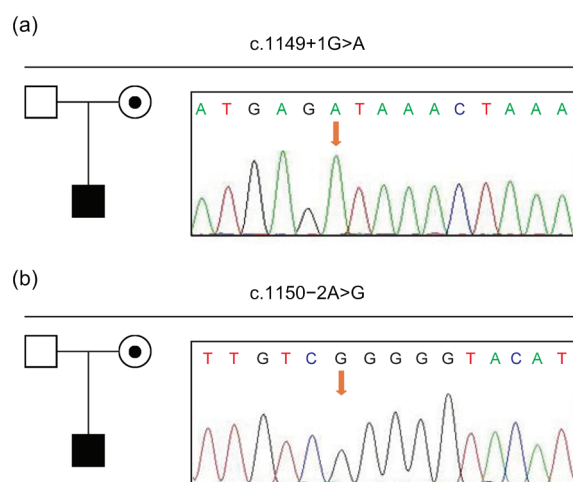 (a)
c.1149+1G>A
A T G A G A T A A A C T A A A
(b)
c.1150−2A>G
T T G T C G G G G G T A C A T